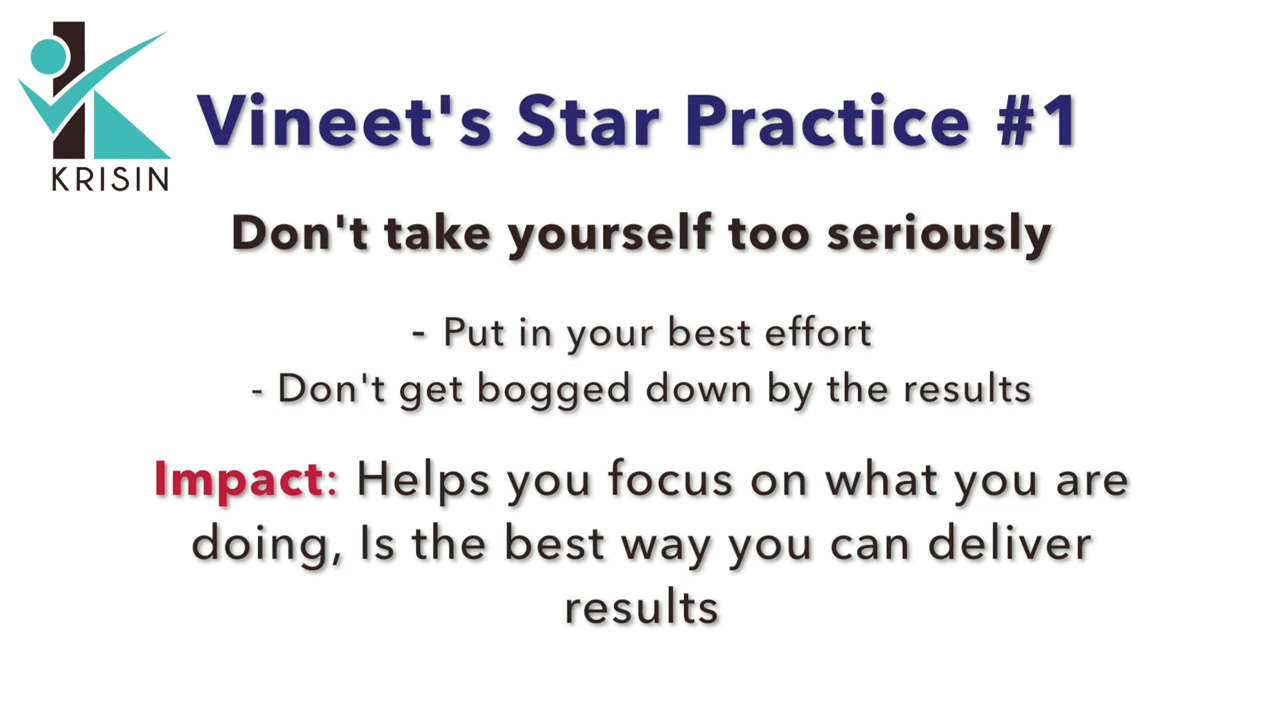 KRISIN
Vineet's Star Practice #1
Don't take yourself too seriously
- Put in your best effort
- Don't get bogged down by the results
Impact: Helps you focus on what you are
doing, Is the best way you can deliver
results